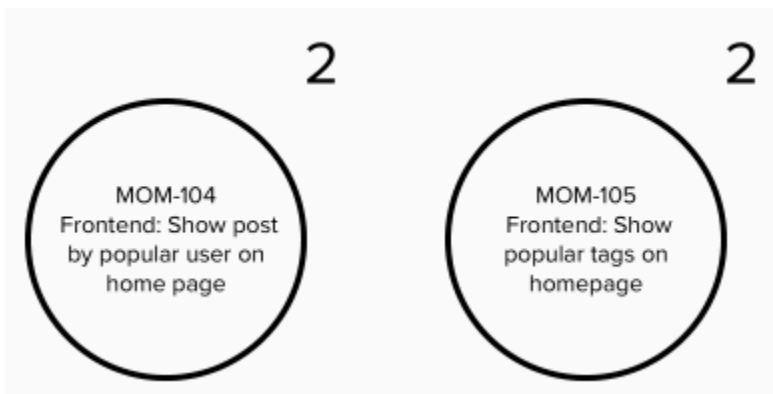 2
MOM-104
Frontend: Show post
by popular user on
home page
2
MOM-105
Frontend: Show
popular tags on
homepage